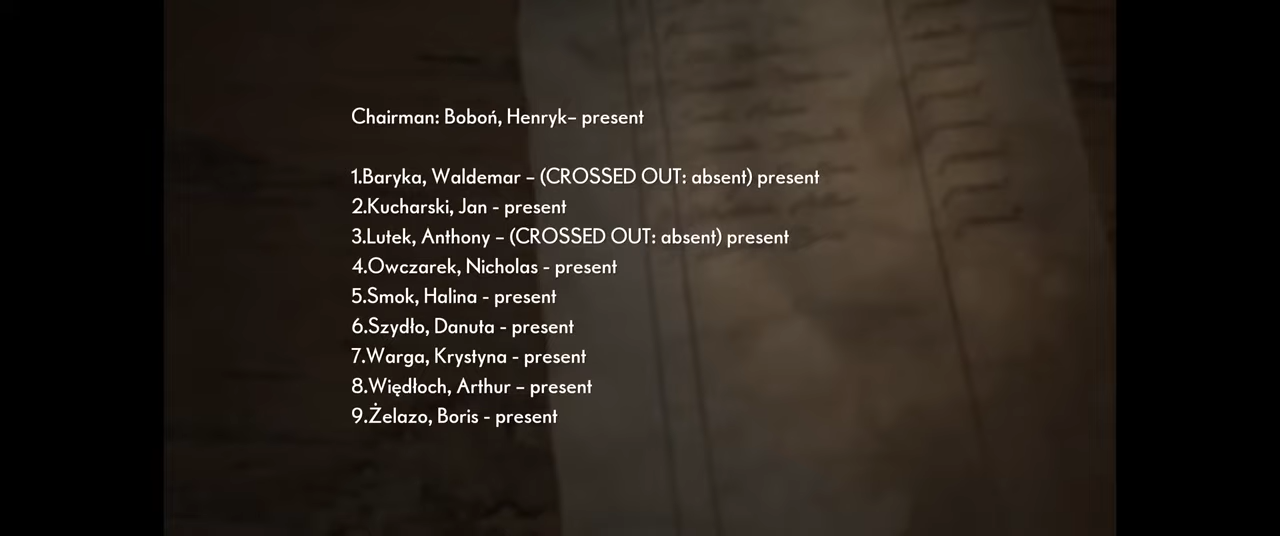 Chairman: Boboń, Henryk– present
1.Baryka, Waldemar – (CROSSED OUT: absent) present
2.Kucharski, Jan - present
3.Lutek, Anthony – (CROSSED OUT: absent) present
4.Owczarek, Nicholas - present
5.Smok, Halina - present
6.Szydło, Danuta - present
7.Warga, Krystyna - present
8.Więdłoch, Arthur – present
9.Żelazo, Boris - present